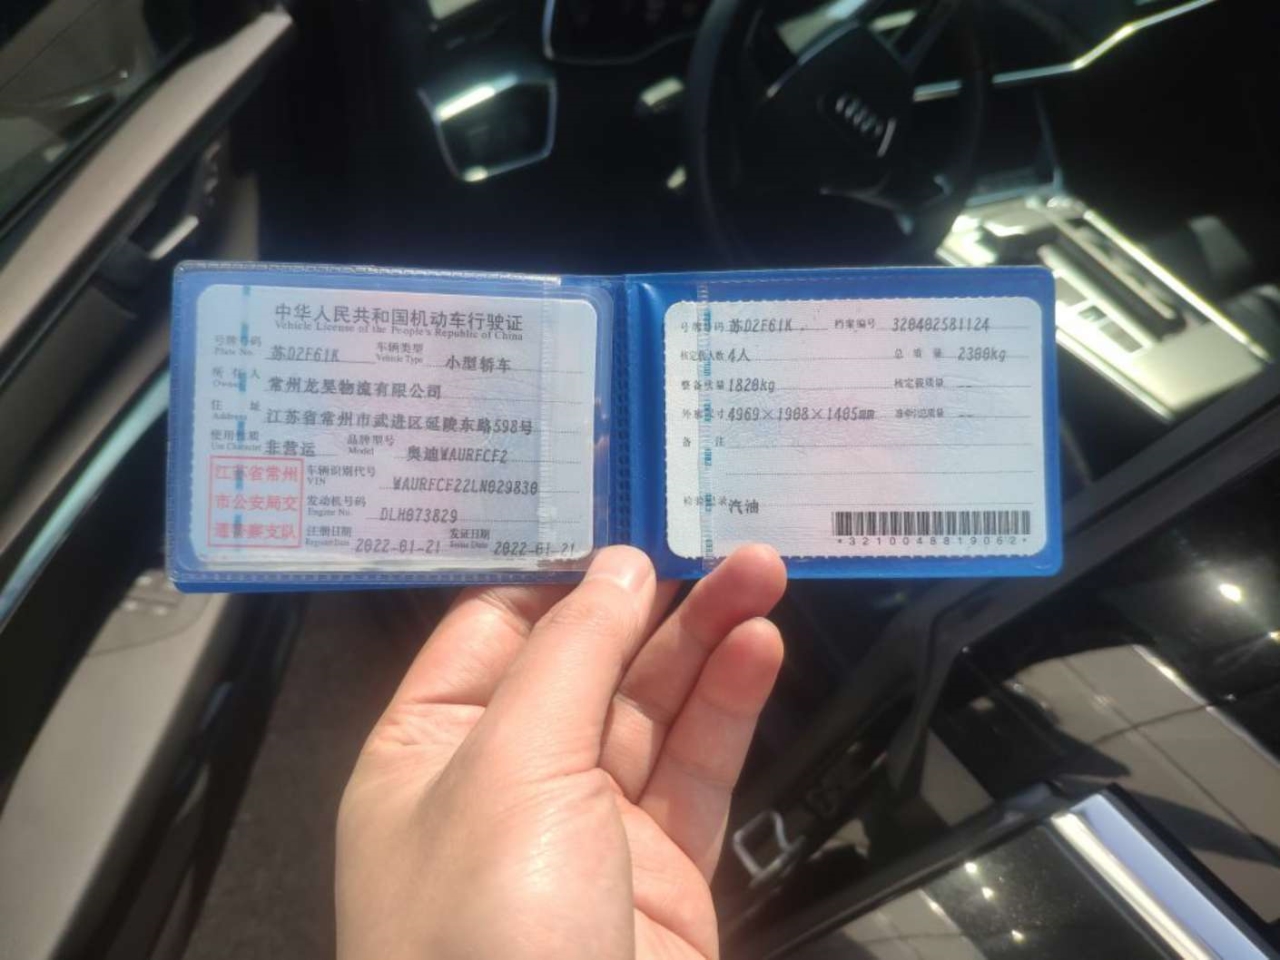 中华人民共和国机动车行驶证
Vehicle License of the People's Republic of China
号牌号码 苏D2F61K 车辆类型 小型轿车
Plate No. Vehicle Type
所有人 常州龙昊物流有限公司
Owner
住址 江苏省常州市武进区延陵东路598号
Address
使用性质 非营运 品牌型号 奥迪WAURFCF2
Use Character Model
江苏省常州
市公安局交
通警察支队
车辆识别代号 WAURFCF22LN029830
VIN
发动机号码 DLH073829
Engine No.
注册日期 2022-01-21 发证日期 2022-01-21
Register Date Issue Date
号牌号码 苏D2F61K 档案编号 320402581124
核定载人数 4人 总质量 2300kg
整备质量 1820kg 核定载质量 --
外廓尺寸 4969×1908×1405mm 准牵引总质量 --
备注
检验记录 汽油
*3210048819062*